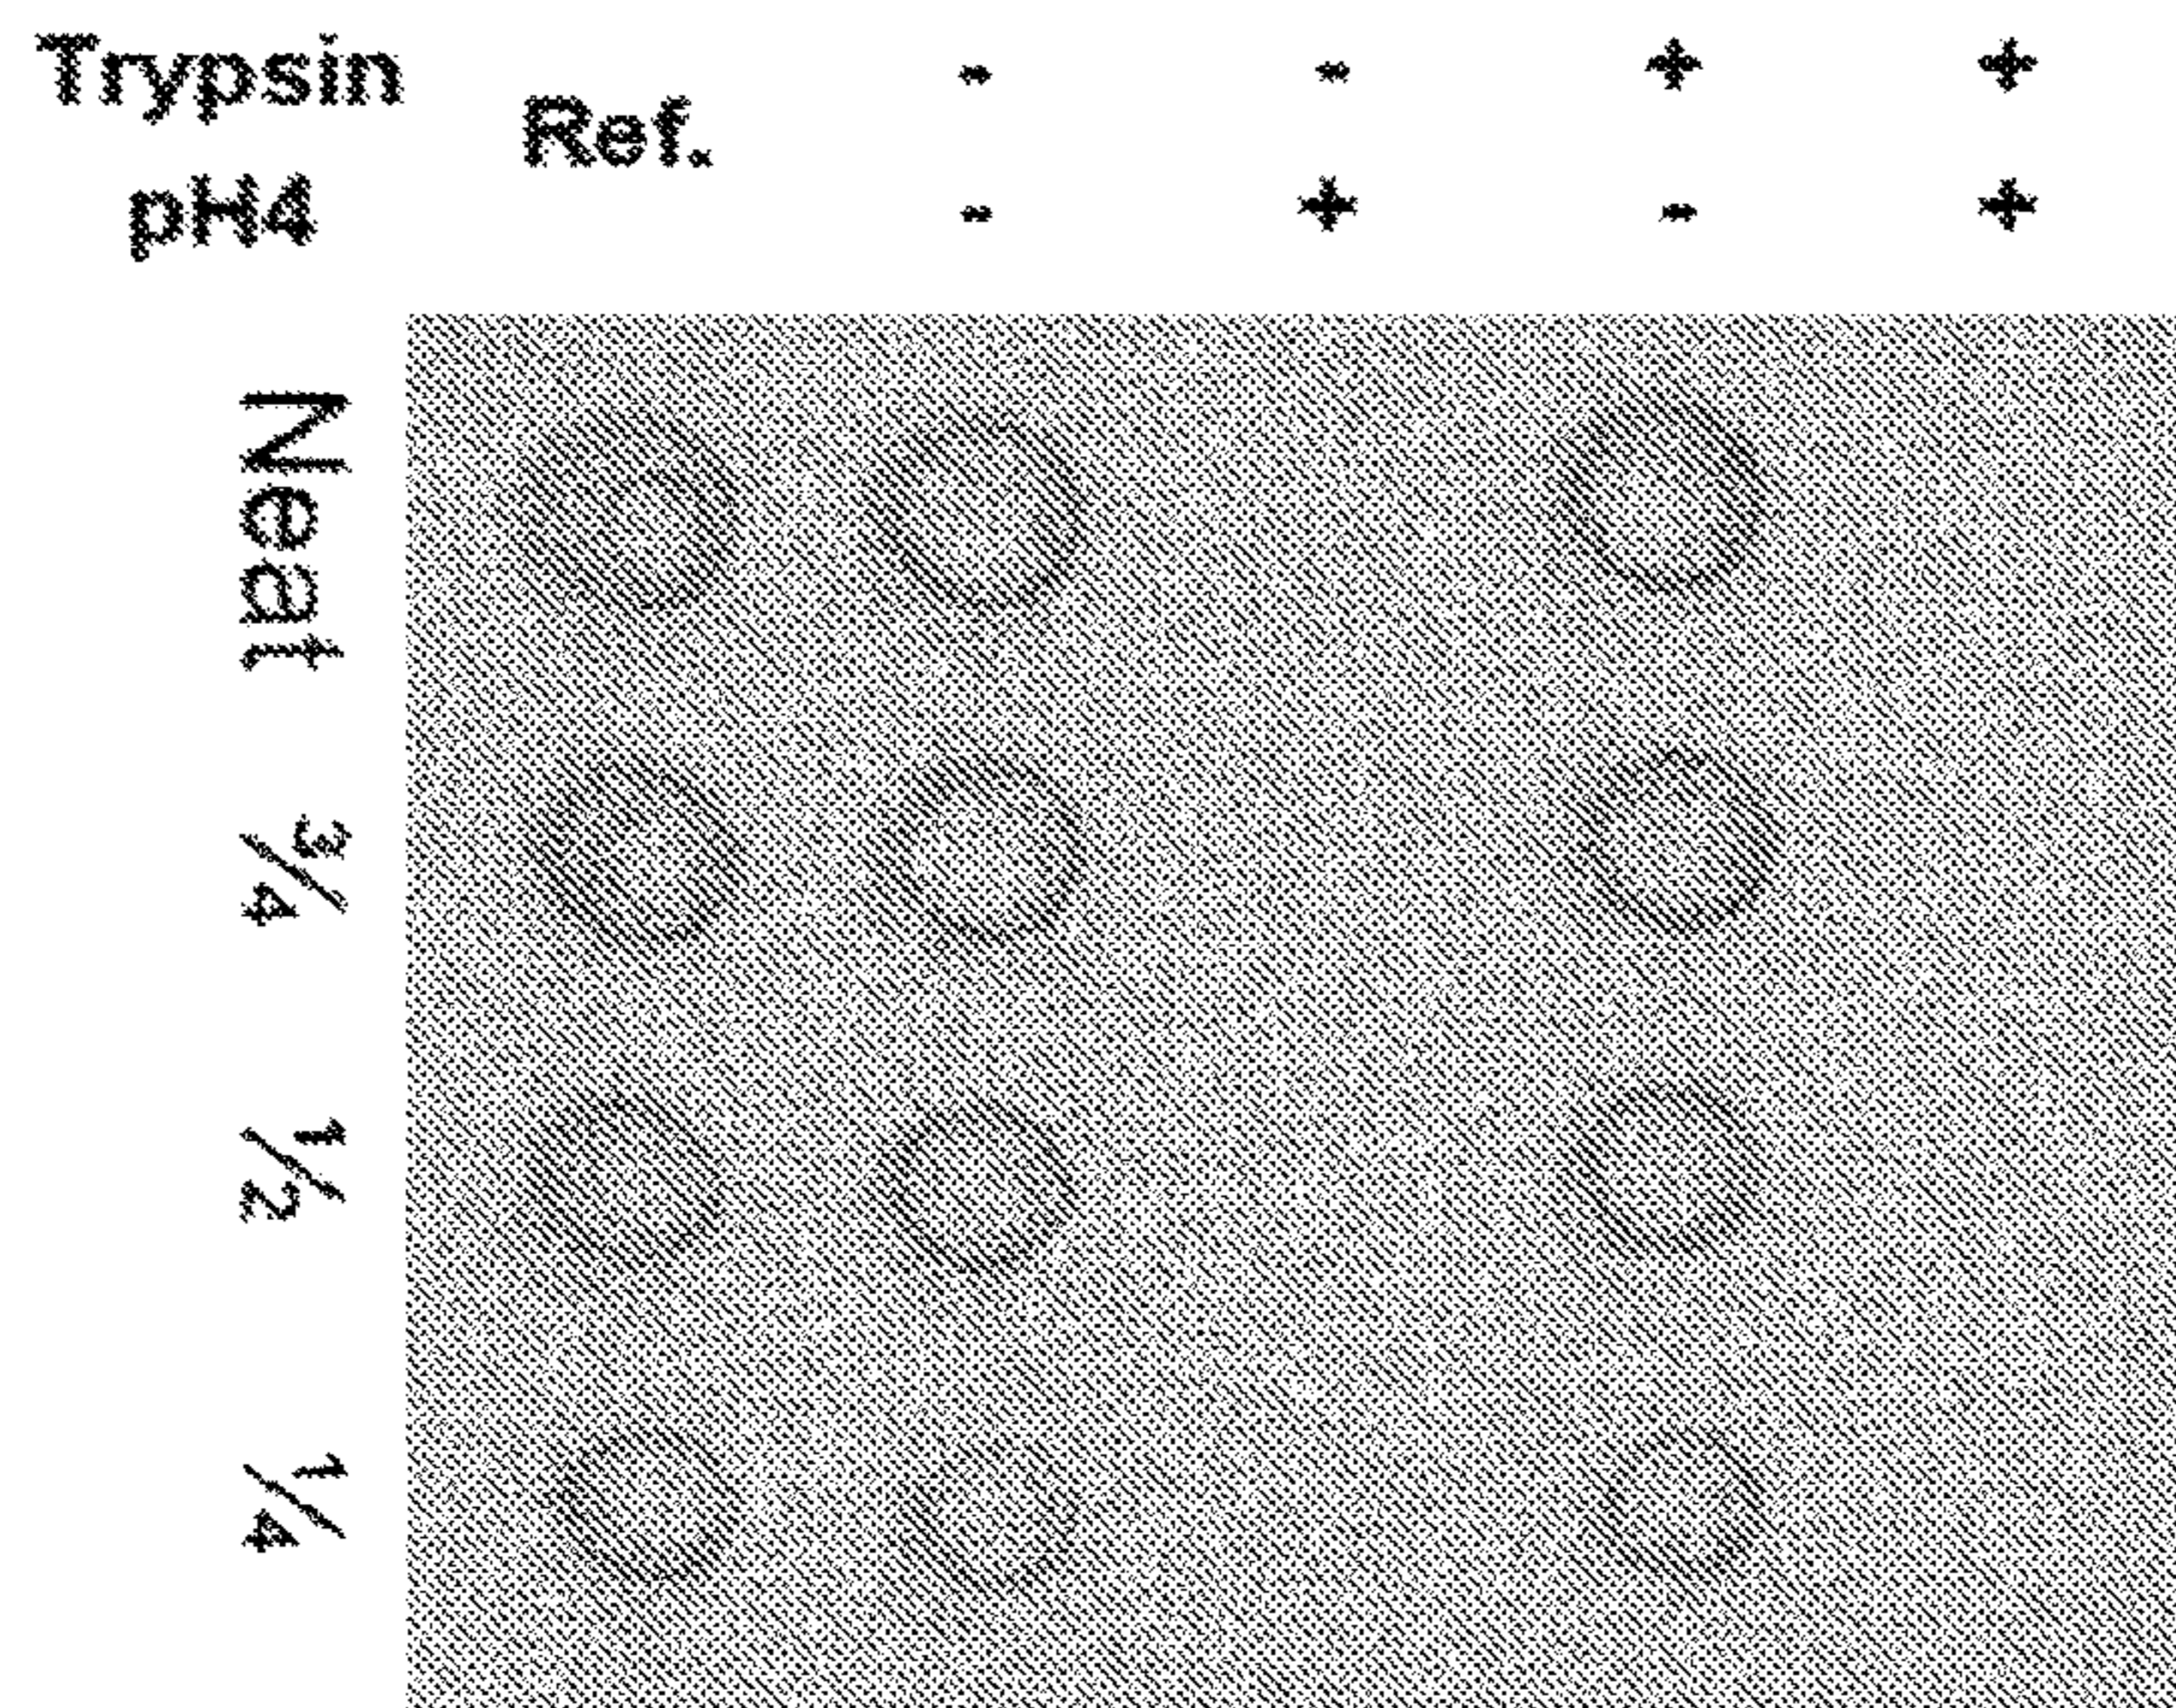 Trypsin - - + +
Ref.
pH4 - + - +
Neat
¾
½
¼